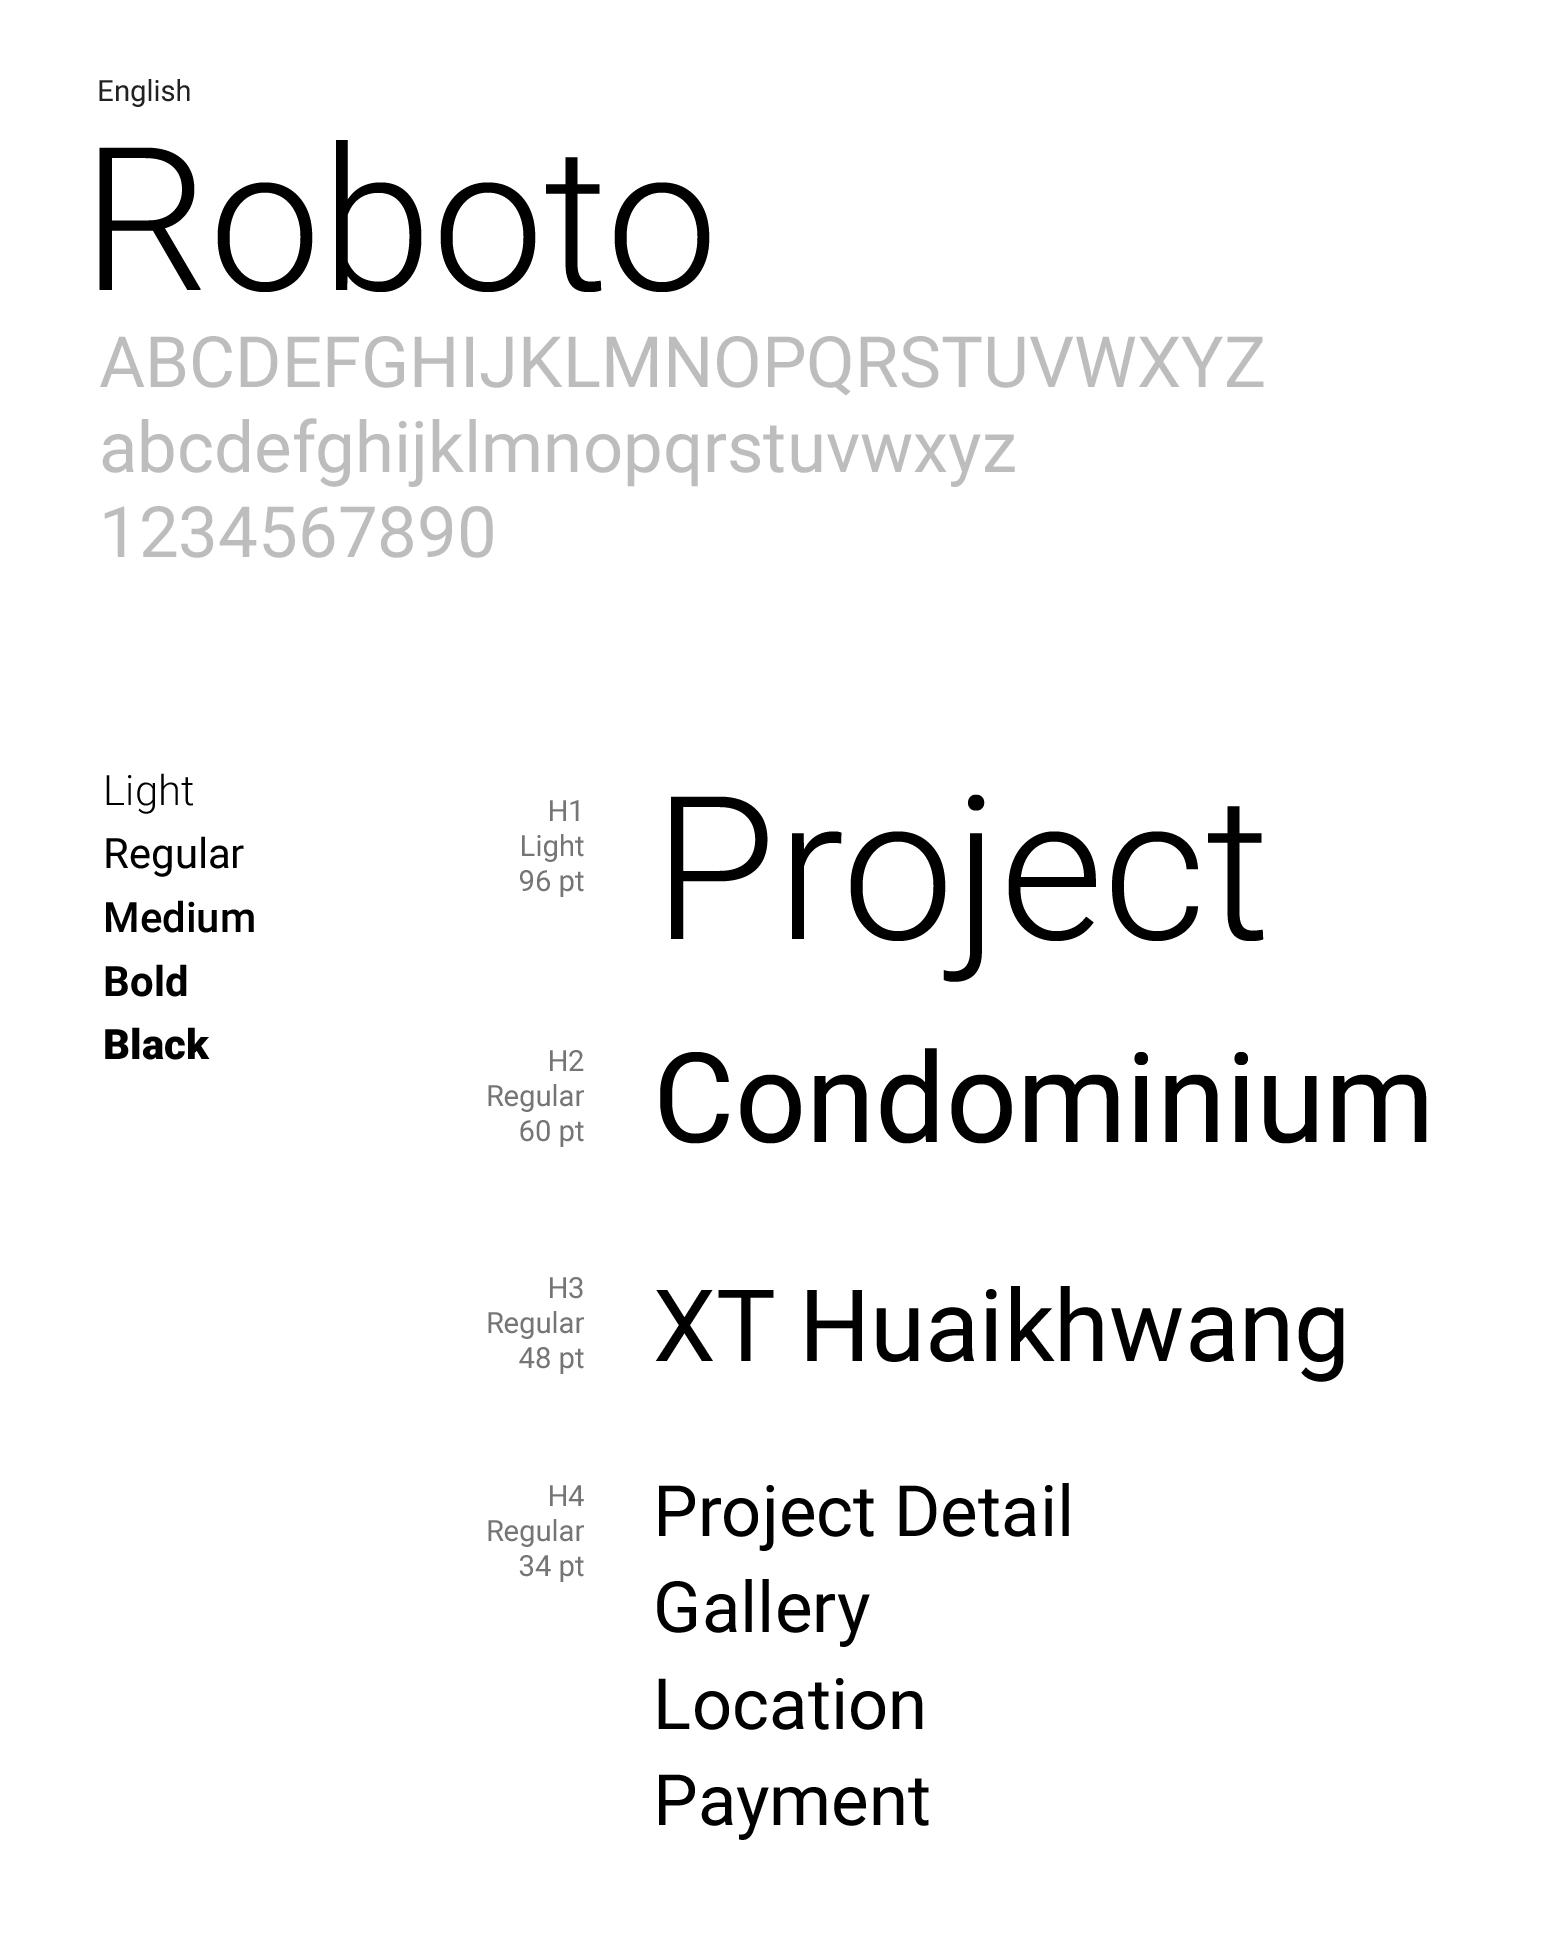 English
Roboto
ABCDEFGHIJKLMNOPQRSTUVWXYZ
abcdefghijklmnopqrstuvwxyz
1234567890
Light
Regular
Medium
Bold
Black
H1
Light
96 pt
Project
H2
Regular
60 pt
Condominium
H3
Regular
48 pt
XT Huaikhwang
H4
Regular
34 pt
Project Detail
Gallery
Location
Payment